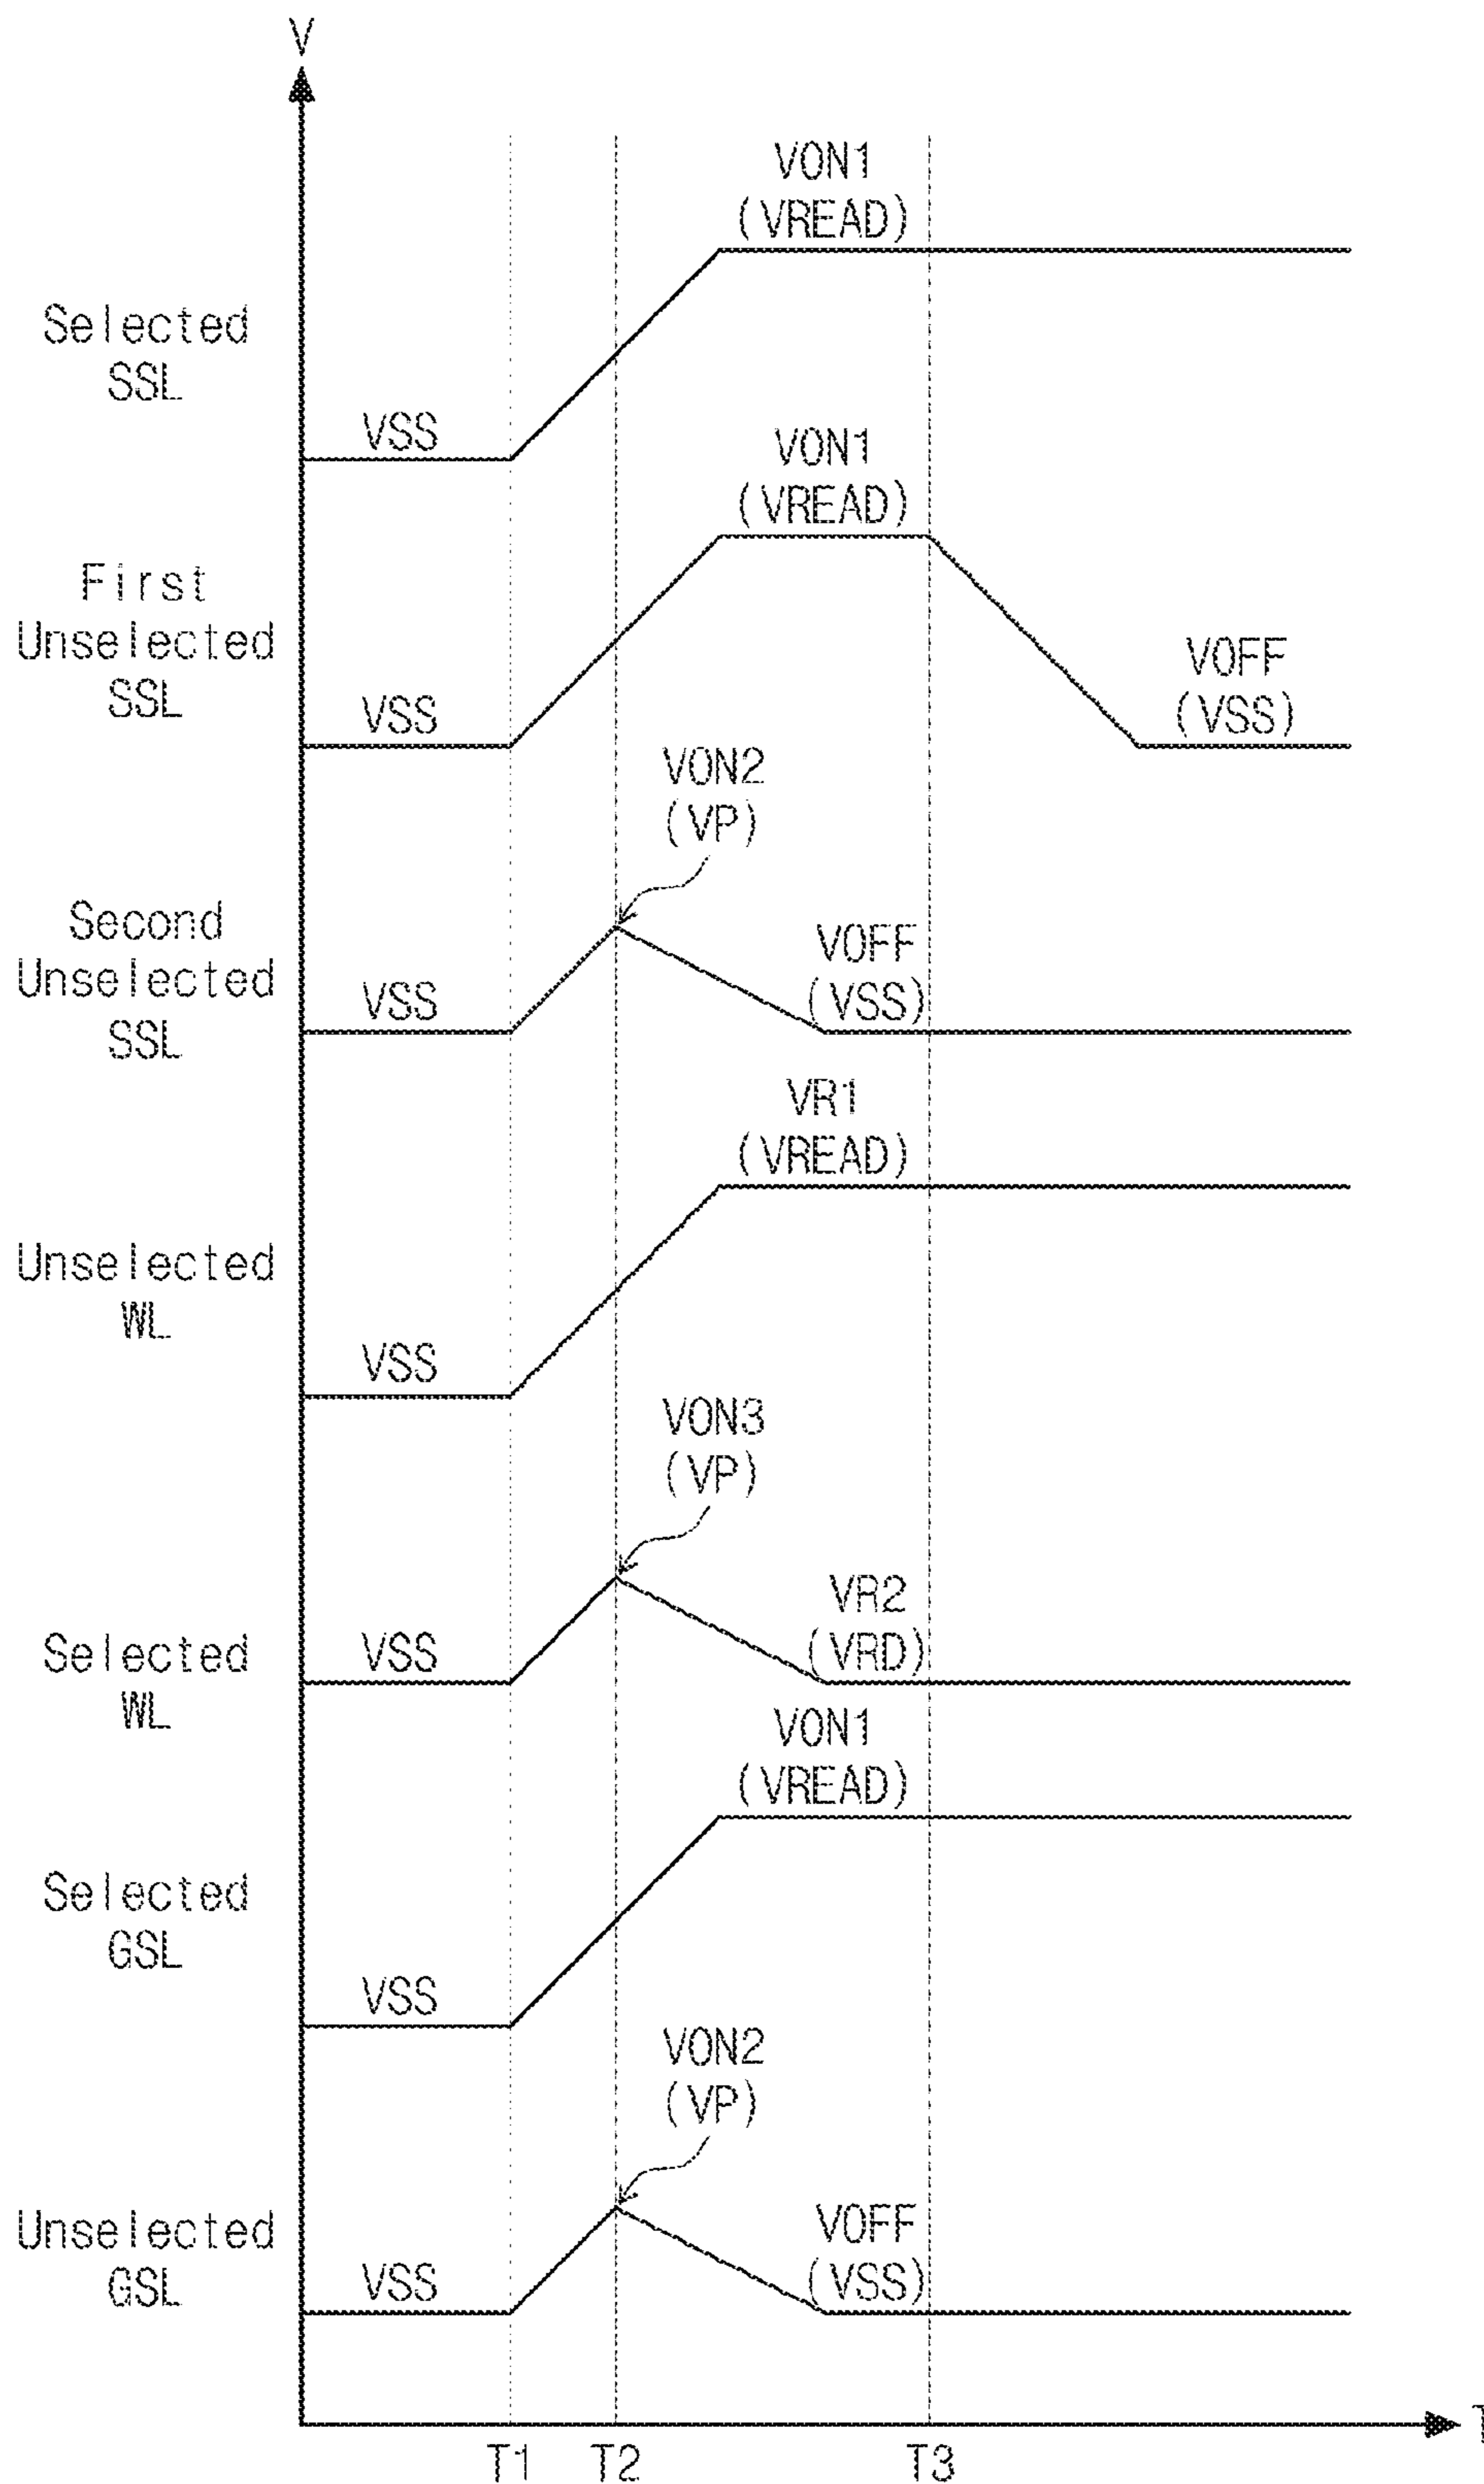 V
VON1
(VREAD)
Selected
SSL
VSS
VON1
(VREAD)
First
Unselected
SSL
VSS
VOFF
(VSS)
VON2
(VP)
Second
Unselected
SSL
VSS
VOFF
(VSS)
VR1
(VREAD)
Unselected
WL
VSS
VON3
(VP)
Selected
WL
VSS
VR2
(VRD)
VON1
(VREAD)
Selected
GSL
VSS
VON2
(VP)
Unselected
GSL
VSS
VOFF
(VSS)
T
T1 T2 T3